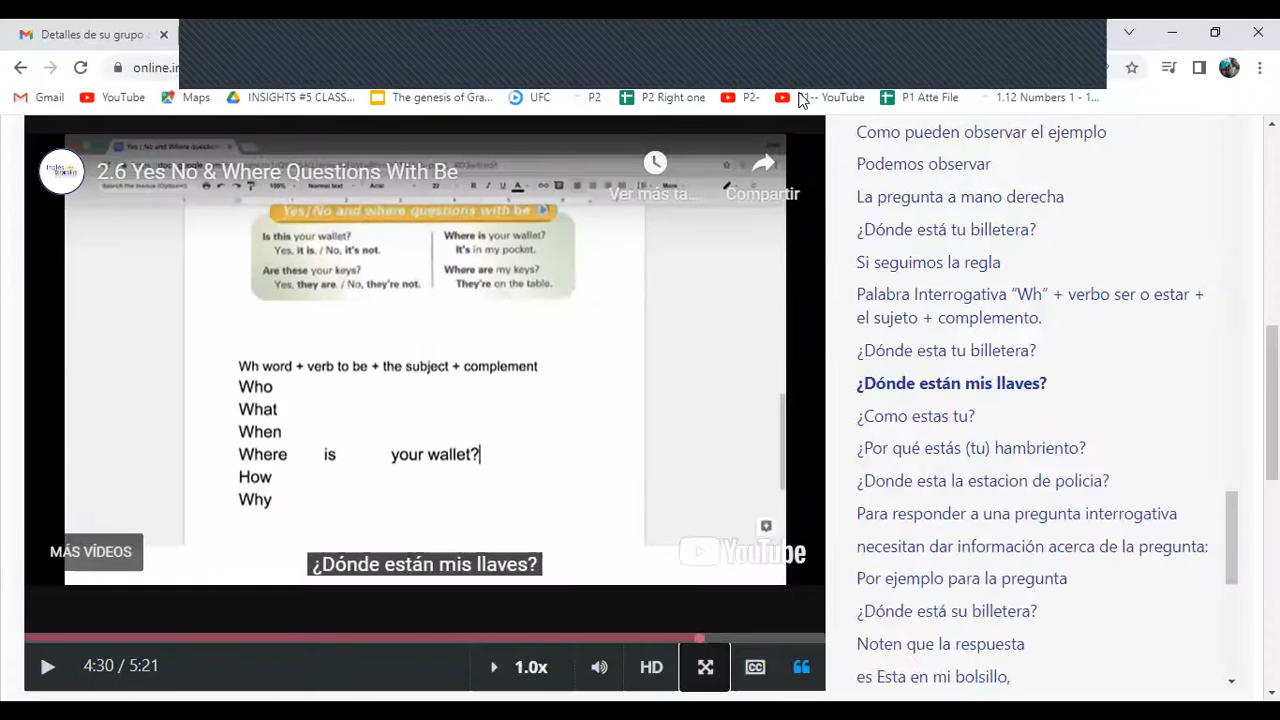 Detalles de su grupo
online.in
Gmail
YouTube
Maps
INSIGHTS #5 CLASS...
The genesis of Gra...
UFC
P2
P2 Right one
P2-
-- YouTube
P1 Atte File
1.12 Numbers 1 - 1...
2.6 Yes No & Where Questions With Be
Ver más ta...
Compartir
Yes/No and where questions with be
Is this your wallet?
Yes, it is. / No, it's not.
Are these your keys?
Yes, they are. / No, they're not.
Where is your wallet?
It's in my pocket.
Where are my keys?
They're on the table.
Wh word + verb to be + the subject + complement
Who
What
When
Where is your wallet?
How
Why
MÁS VÍDEOS
YouTube
¿Dónde están mis llaves?
4:30 / 5:21
1.0x
HD
CC
Como pueden observar el ejemplo
Podemos observar
La pregunta a mano derecha
¿Dónde está tu billetera?
Si seguimos la regla
Palabra Interrogativa “Wh” + verbo ser o estar +
el sujeto + complemento.
¿Dónde esta tu billetera?
¿Dónde están mis llaves?
¿Como estas tu?
¿Por qué estás (tu) hambriento?
¿Donde esta la estacion de policia?
Para responder a una pregunta interrogativa
necesitan dar información acerca de la pregunta:
Por ejemplo para la pregunta
¿Dónde está su billetera?
Noten que la respuesta
es Esta en mi bolsillo,